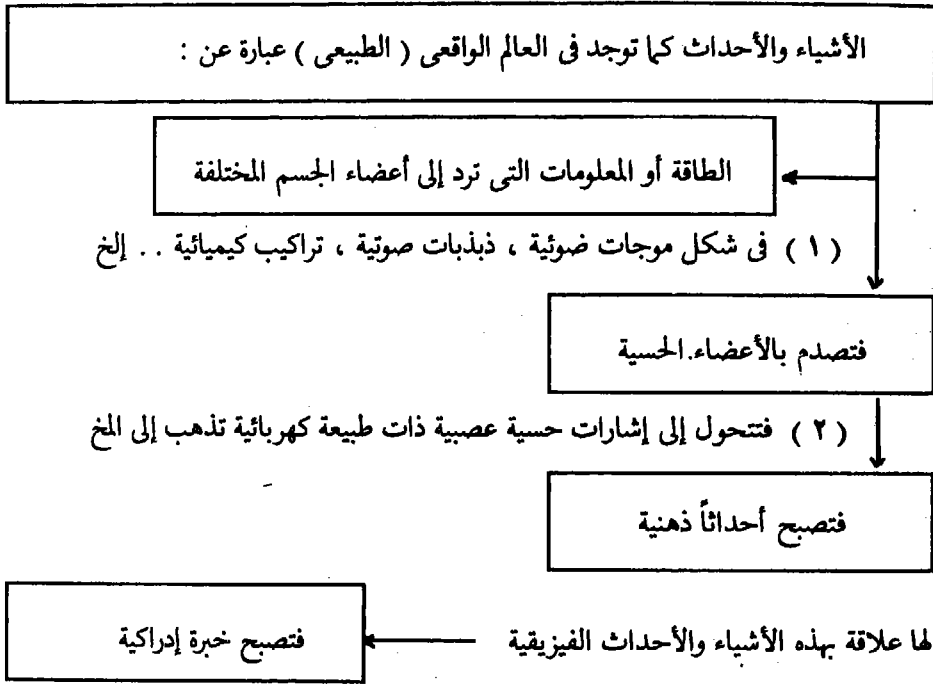 الأشياء والأحداث كما توجد فى العالم الواقعى ( الطبيعى ) عبارة عن :
الطاقة أو المعلومات التى ترد إلى أعضاء الجسم المختلفة
( ١ ) فى شكل موجات ضوئية ، ذبذبات صوتية ، تراكيب كيميائية . . إلخ
فتصدم بالأعضاء الحسية
( ٢ ) فتتحول إلى إشارات حسية عصبية ذات طبيعة كهربائية تذهب إلى المخ
فتصبح أحداثاً ذهنية
لها علاقة بهذه الأشياء والأحداث الفيزيقية
فتصبح خبرة إدراكية